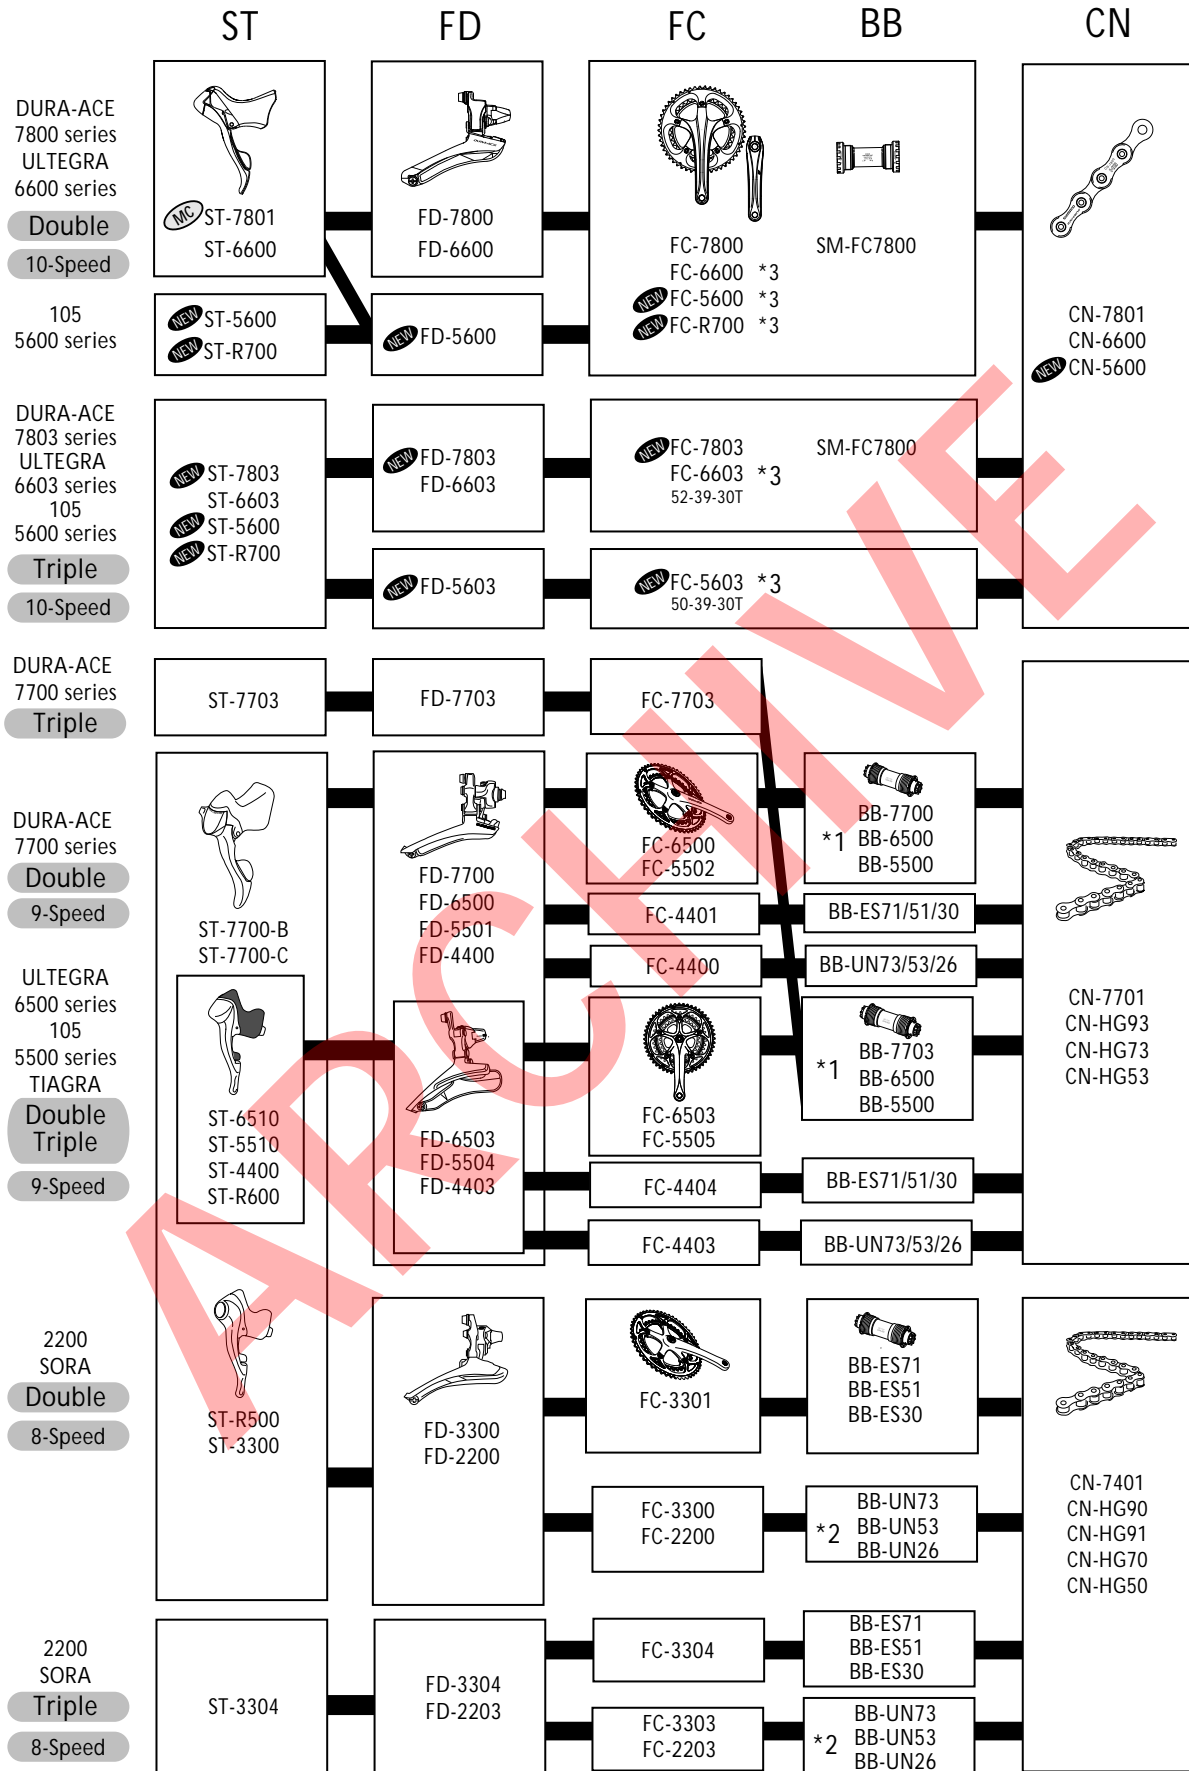 ST FD FC BB CN
DURA-ACE
7800 series
ULTEGRA
6600 series
Double
10-Speed
MC ST-7801
ST-6600
FD-7800
FD-6600
DURA-ACE
FC-7800
FC-6600 *3
NEW FC-5600 *3
NEW FC-R700 *3
SM-FC7800
105
5600 series
NEW ST-5600
NEW ST-R700
NEW FD-5600
CN-7801
CN-6600
NEW CN-5600
DURA-ACE
7803 series
ULTEGRA
6603 series
105
5600 series
Triple
10-Speed
NEW ST-7803
ST-6603
NEW ST-5600
NEW ST-R700
NEW FD-7803
FD-6603
NEW FC-7803
FC-6603 *3
52-39-30T
SM-FC7800
NEW FD-5603
NEW FC-5603 *3
50-39-30T
DURA-ACE
7700 series
Triple
ST-7703
FD-7703
FC-7703
DURA-ACE
7700 series
Double
9-Speed
ST-7700-B
ST-7700-C
FD-7700
FD-6500
FD-5501
FD-4400
FC-6500
FC-5502
*1
BB-7700
BB-6500
BB-5500
FC-4401
BB-ES71/51/30
FC-4400
BB-UN73/53/26
ULTEGRA
6500 series
105
5500 series
TIAGRA
Double
Triple
9-Speed
ST-6510
ST-5510
ST-4400
ST-R600
FD-6503
FD-5504
FD-4403
FC-6503
FC-5505
*1
BB-7703
BB-6500
BB-5500
CN-7701
CN-HG93
CN-HG73
CN-HG53
FC-4404
BB-ES71/51/30
FC-4403
BB-UN73/53/26
2200
SORA
Double
8-Speed
ST-R500
ST-3300
FD-3300
FD-2200
FC-3301
BB-ES71
BB-ES51
BB-ES30
FC-3300
FC-2200
*2
BB-UN73
BB-UN53
BB-UN26
CN-7401
CN-HG90
CN-HG91
CN-HG70
CN-HG50
2200
SORA
Triple
8-Speed
ST-3304
FD-3304
FD-2203
FC-3304
BB-ES71
BB-ES51
BB-ES30
FC-3303
FC-2203
*2
BB-UN73
BB-UN53
BB-UN26
ARCHIVE